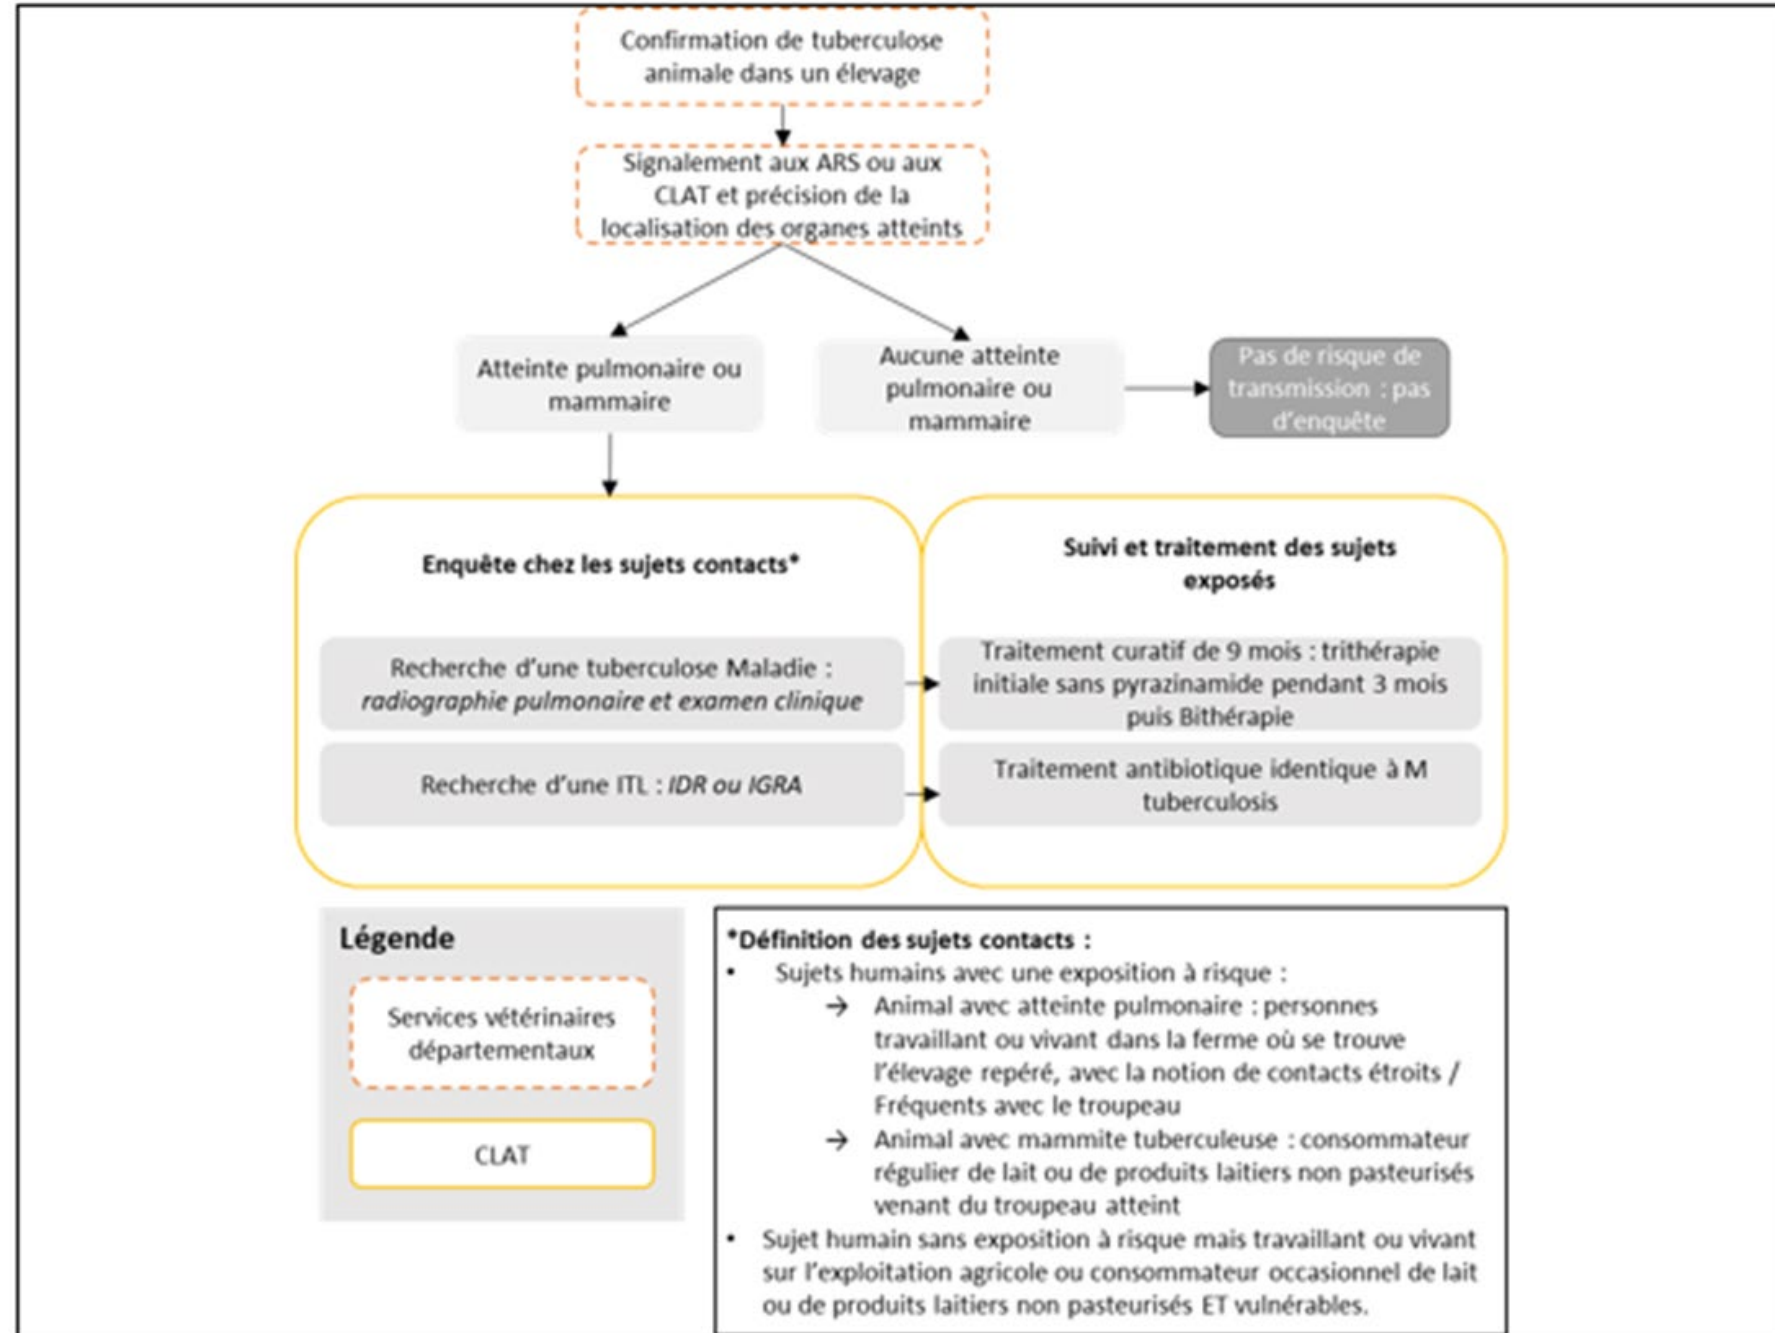 Confirmation de tuberculose
animale dans un élevage
Signalement aux ARS ou aux
CLAT et précision de la
localisation des organes atteints
Atteinte pulmonaire ou
mammaire
Aucune atteinte
pulmonaire ou
mammaire
Pas de risque de
transmission : pas
d'enquête
Enquête chez les sujets contacts*
Recherche d'une tuberculose Maladie :
radiographie pulmonaire et examen clinique
Recherche d'une ITL : IDR ou IGRA
Suivi et traitement des sujets
exposés
Traitement curatif de 9 mois : trithérapie
initiale sans pyrazinamide pendant 3 mois
puis Bithérapie
Traitement antibiotique identique à M
tuberculosis
Légende
Services vétérinaires
départementaux
CLAT
*Définition des sujets contacts :
• Sujets humains avec une exposition à risque :
→ Animal avec atteinte pulmonaire : personnes
travaillant ou vivant dans la ferme où se trouve
l'élevage repéré, avec la notion de contacts étroits /
Fréquents avec le troupeau
→ Animal avec mammite tuberculeuse : consommateur
régulier de lait ou de produits laitiers non pasteurisés
venant du troupeau atteint
• Sujet humain sans exposition à risque mais travaillant ou vivant
sur l'exploitation agricole ou consommateur occasionnel de lait
ou de produits laitiers non pasteurisés ET vulnérables.